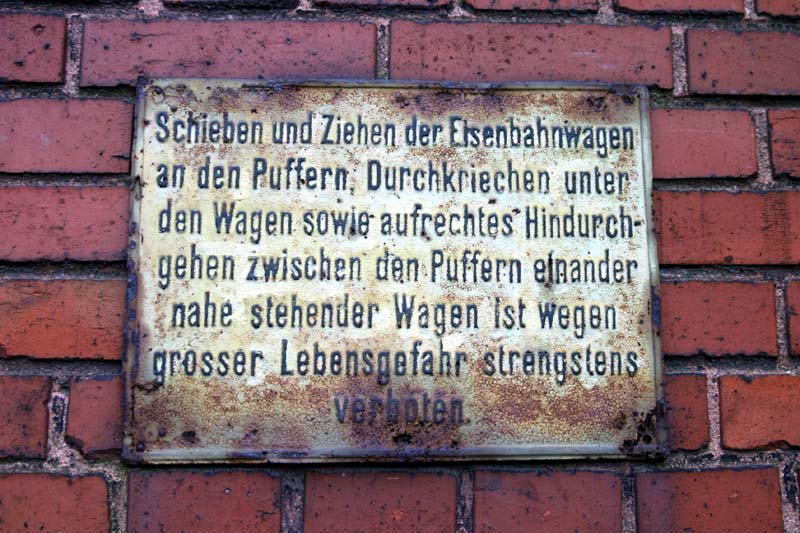 Schieben und Ziehen der Eisenbahnwagen
an den Puffern, Durchkriechen unter
den Wagen sowie aufrechtes Hindurch-
gehen zwischen den Puffern einander
nahe stehender Wagen ist wegen
grosser Lebensgefahr strengstens
verboten.